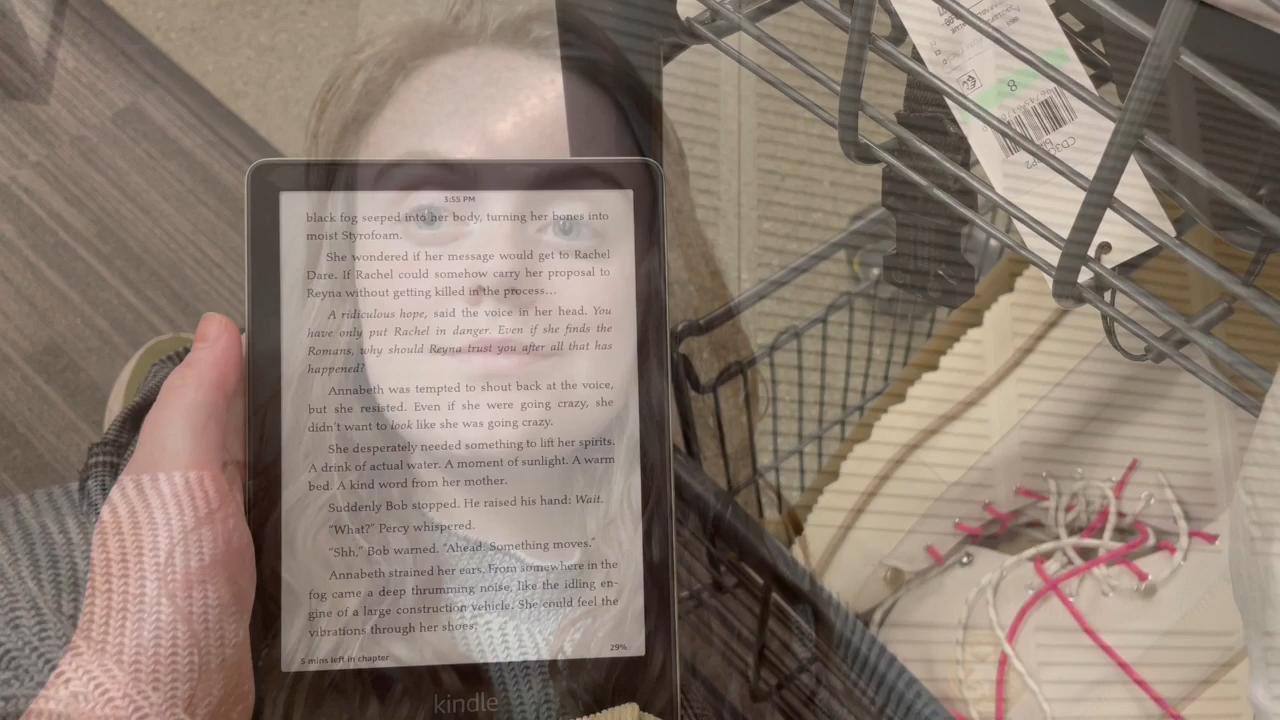 3:55 PM
black fog seeped into her body, turning her bones into
moist Styrofoam.
She wondered if her message would get to Rachel
Dare. If Rachel could somehow carry her proposal to
Reyna without getting killed in the process…
A ridiculous hope, said the voice in her head. You
have only put Rachel in danger. Even if she finds the
Romans, why should Reyna trust you after all that has
happened?
Annabeth was tempted to shout back at the voice,
but she resisted. Even if she were going crazy, she
didn't want to look like she was going crazy.
She desperately needed something to lift her spirits.
A drink of actual water. A moment of sunlight. A warm
bed. A kind word from her mother.
Suddenly Bob stopped. He raised his hand: Wait.
"What?" Percy whispered.
"Shh," Bob warned. "Ahead. Something moves."
Annabeth strained her ears. From somewhere in the
fog came a deep thrumming noise, like the idling en-
gine of a large construction vehicle. She could feel the
vibrations through her shoes.
5 mins left in chapter
29%
kindle
8